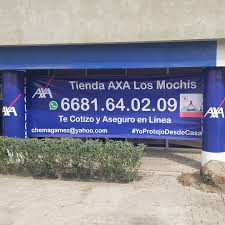 Tienda AXA Los Mochis
AXA
6681.64.02.09
AXA
Te Cotizo y Aseguro en Línea
chemagamez@yahoo.com
#YoProtejoDesdeCasa